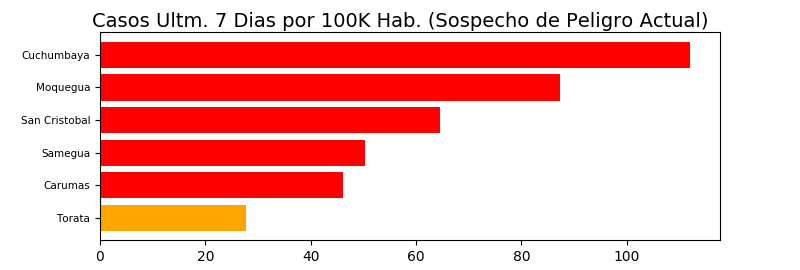 Casos Ultm. 7 Dias por 100K Hab. (Sospecho de Peligro Actual)
Cuchumbaya
Moquegua
San Cristobal
Samegua
Carumas
Torata
0 20 40 60 80 100